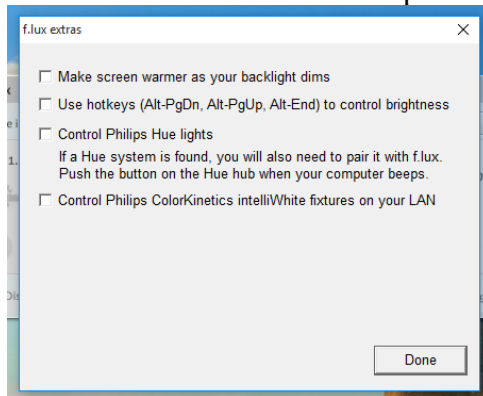 f.lux extras
Make screen warmer as your backlight dims
Use hotkeys (Alt-PgDn, Alt-PgUp, Alt-End) to control brightness
Control Philips Hue lights
If a Hue system is found, you will also need to pair it with f.lux.
Push the button on the Hue hub when your computer beeps.
Control Philips ColorKinetics intelliWhite fixtures on your LAN
Done